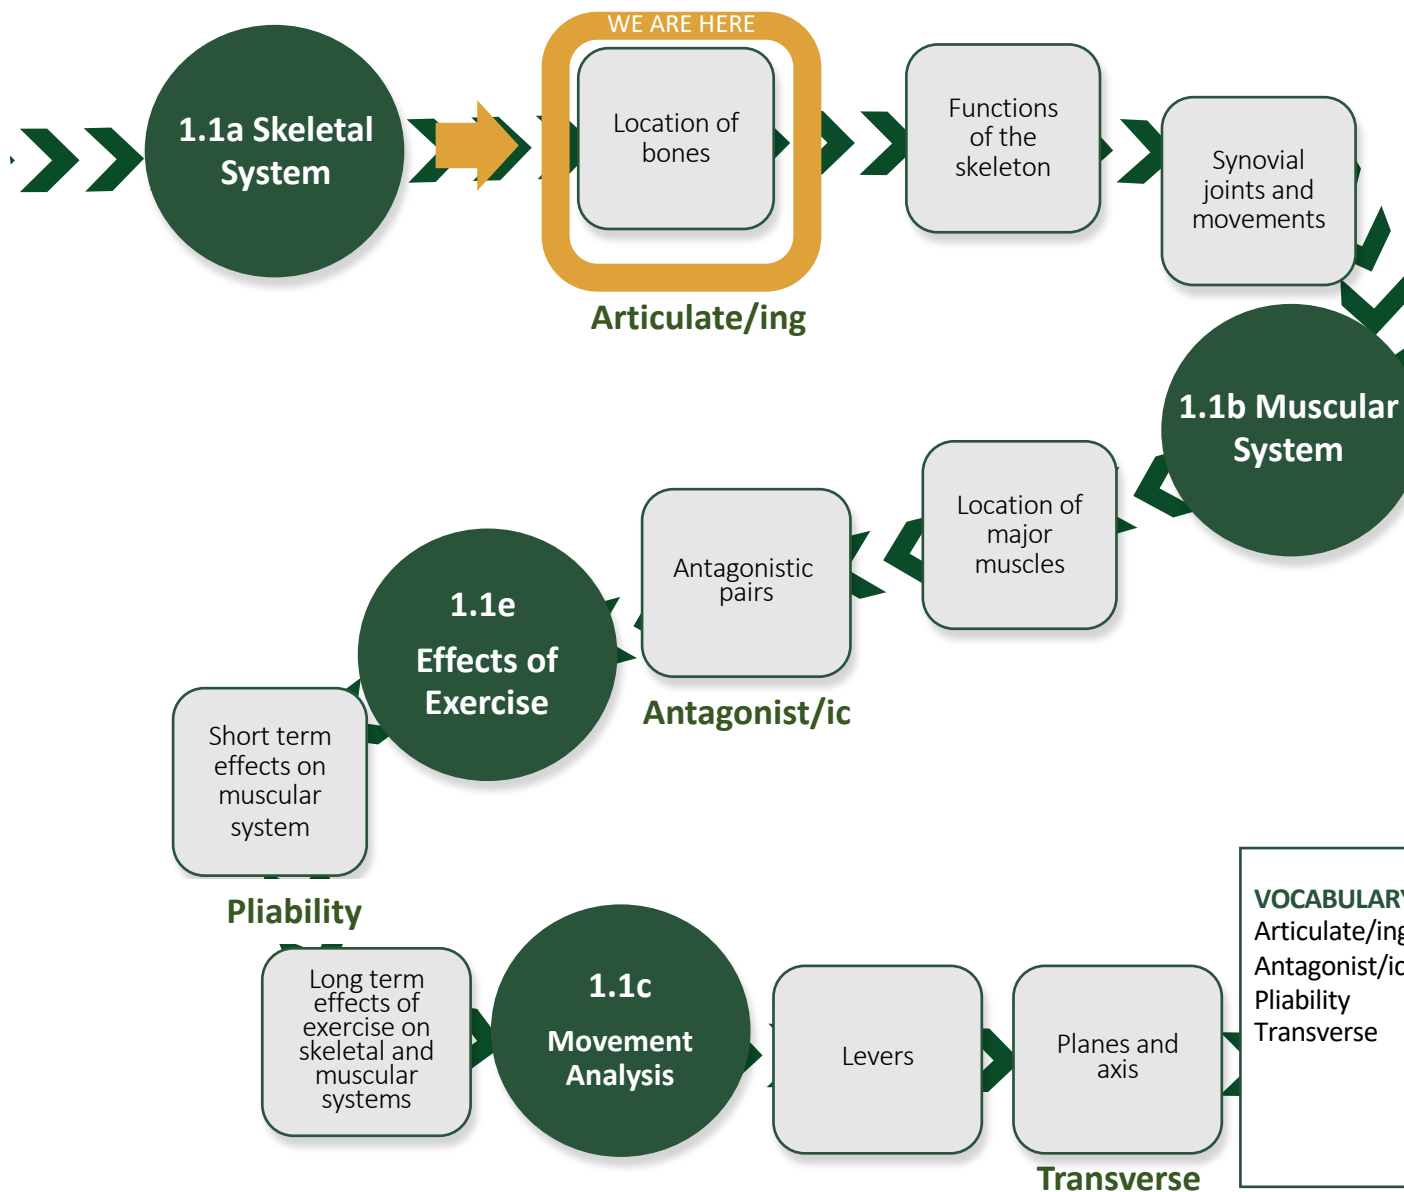 WE ARE HERE
1.1a Skeletal
System
Location of
bones
Articulate/ing
Functions
of the
skeleton
Synovial
joints and
movements
1.1b Muscular
System
Location of
major
muscles
Antagonistic
pairs
Antagonist/ic
1.1e
Effects of
Exercise
Short term
effects on
muscular
system
Pliability
Long term
effects of
exercise on
skeletal and
muscular
systems
1.1c
Movement
Analysis
Levers
Planes and
axis
Transverse
VOCABULARY
Articulate/ing
Antagonist/ic
Pliability
Transverse